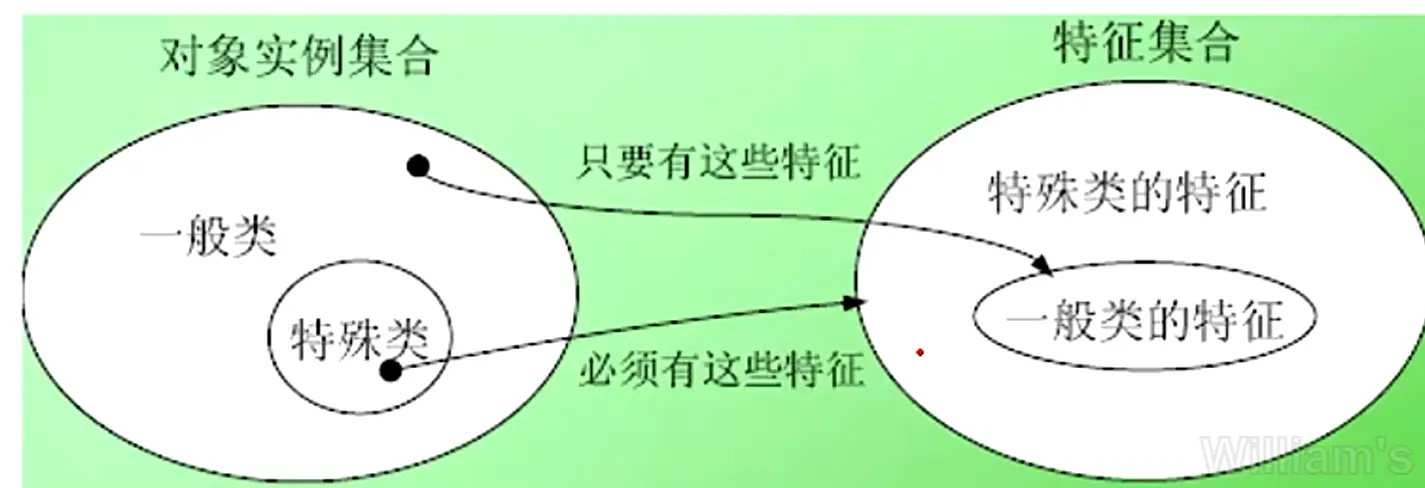 对象实例集合
特征集合
只要有这些特征
特殊类的特征
一般类
一般类的特征
特殊类
必须有这些特征
William's